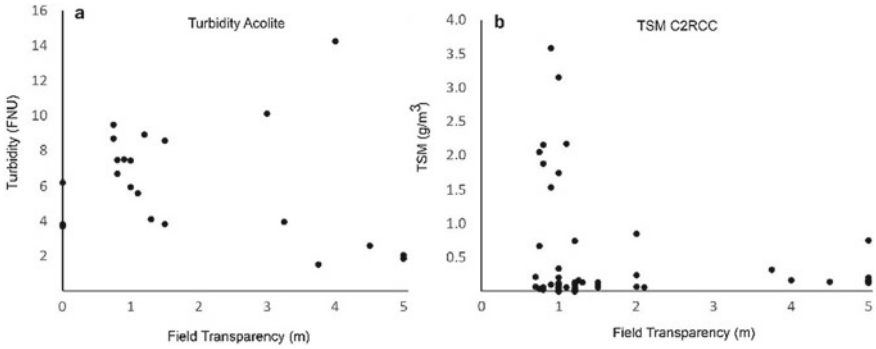 a
Turbidity Acolite
16
14
12
10
8
6
4
2
0 1 2 3 4 5
Turbidity (FNU)
Field Transparency (m)
b
TSM C2RCC
4.0
3.5
3.0
2.5
2.0
1.5
1.0
0.5
0 1 2 3 4 5
TSM (g/m³)
Field Transparency (m)